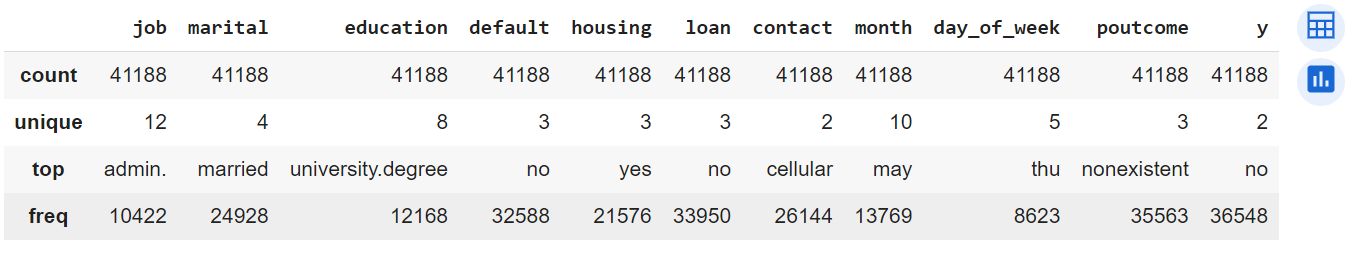 job marital education default housing loan contact month day_of_week poutcome y
count 41188 41188 41188 41188 41188 41188 41188 41188 41188 41188 41188
unique 12 4 8 3 3 3 2 10 5 3 2
top admin. married university.degree no yes no cellular may thu nonexistent no
freq 10422 24928 12168 32588 21576 33950 26144 13769 8623 35563 36548